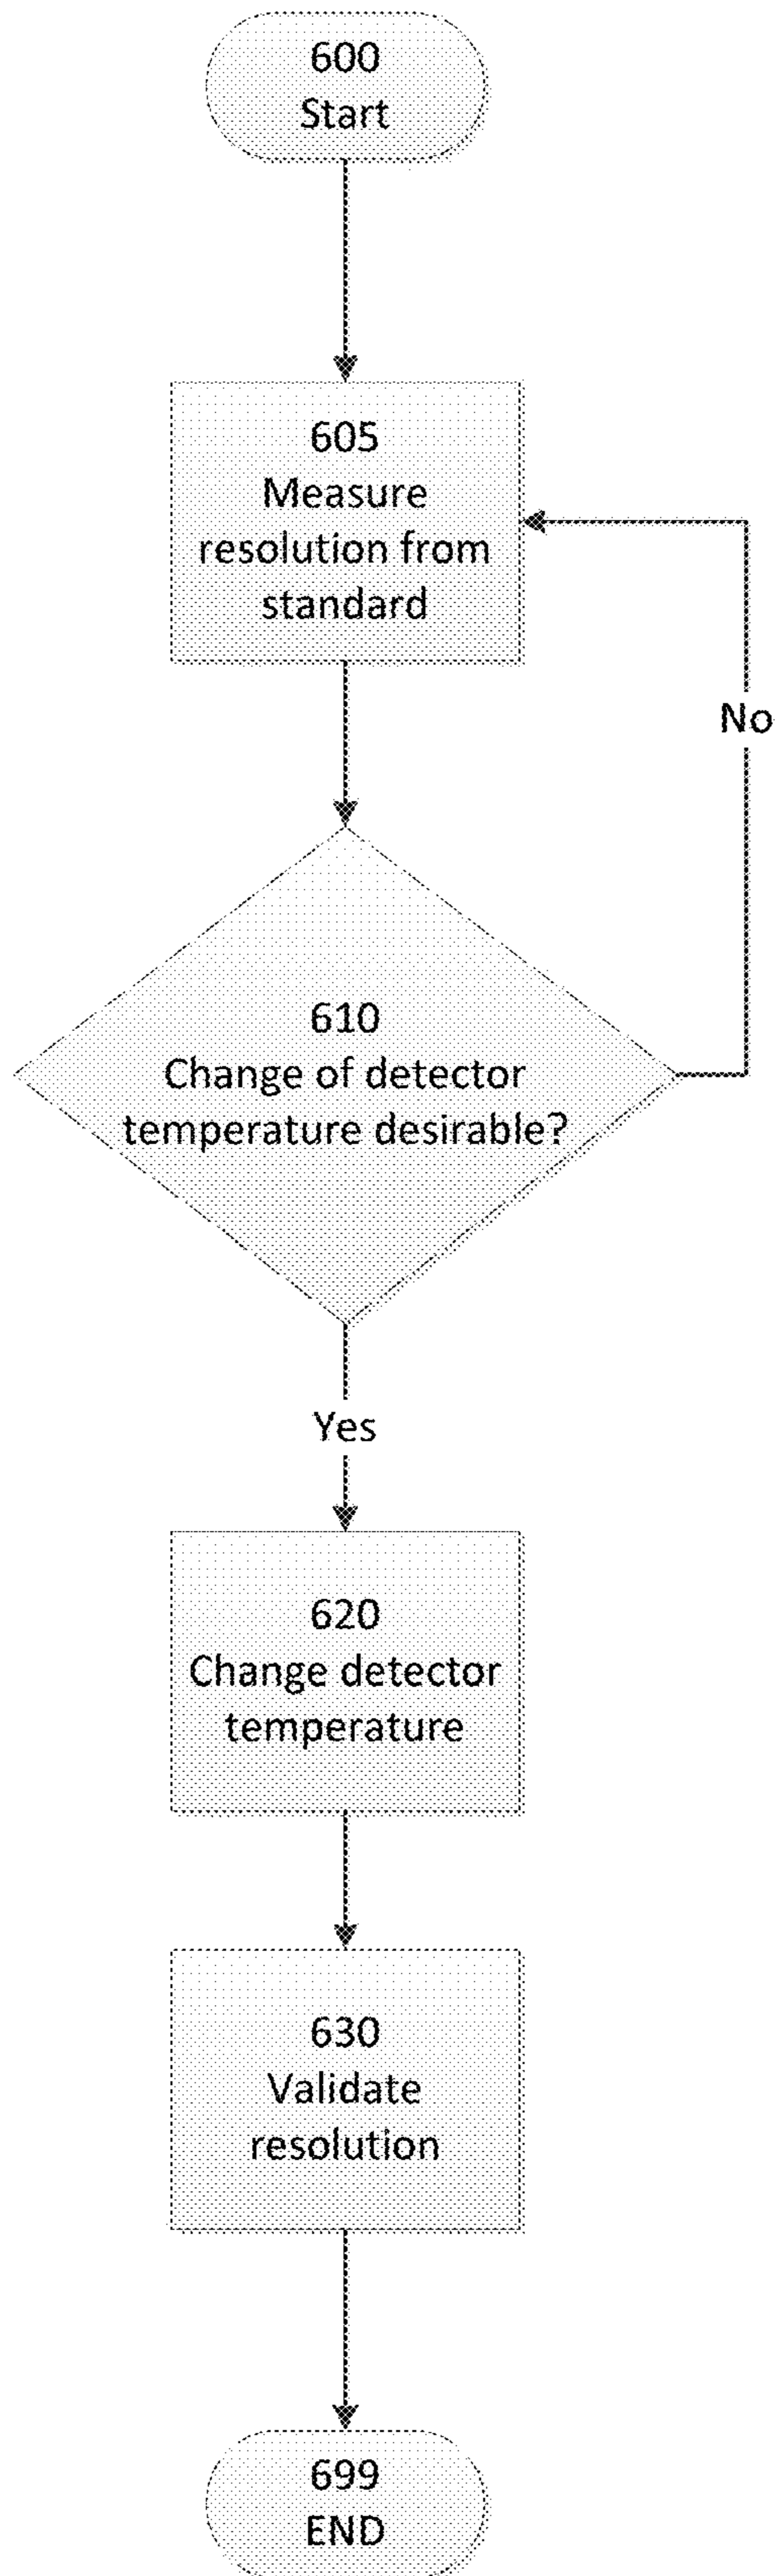 600
Start
605
Measure
resolution from
standard
No
610
Change of detector
temperature desirable?
Yes
620
Change detector
temperature
630
Validate
resolution
699
END